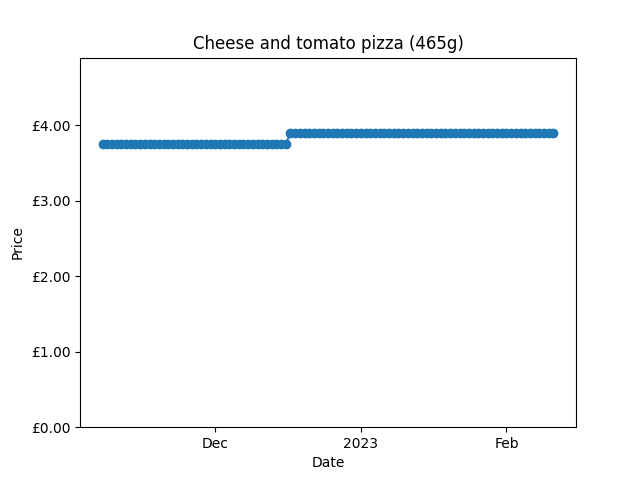 Cheese and tomato pizza (465g)
£4.00
£3.00
£2.00
£1.00
£0.00
Price
Dec
2023
Feb
Date